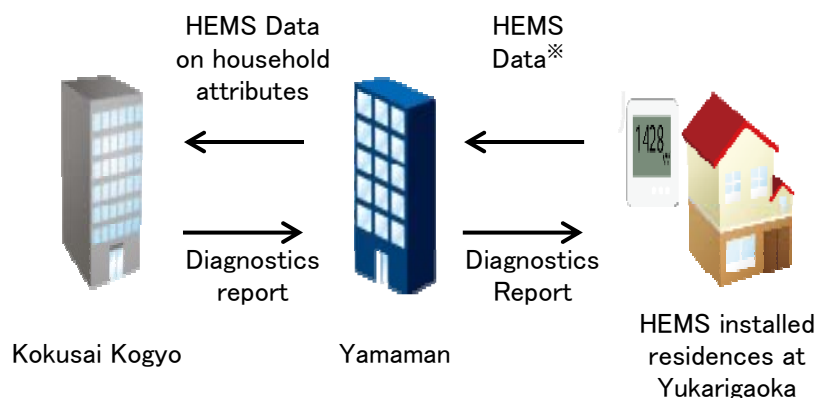 HEMS Data
on household
attributes
HEMS
Data※
1428
Diagnostics
report
Diagnostics
Report
Kokusai Kogyo
Yamaman
HEMS installed
residences at
Yukarigaoka